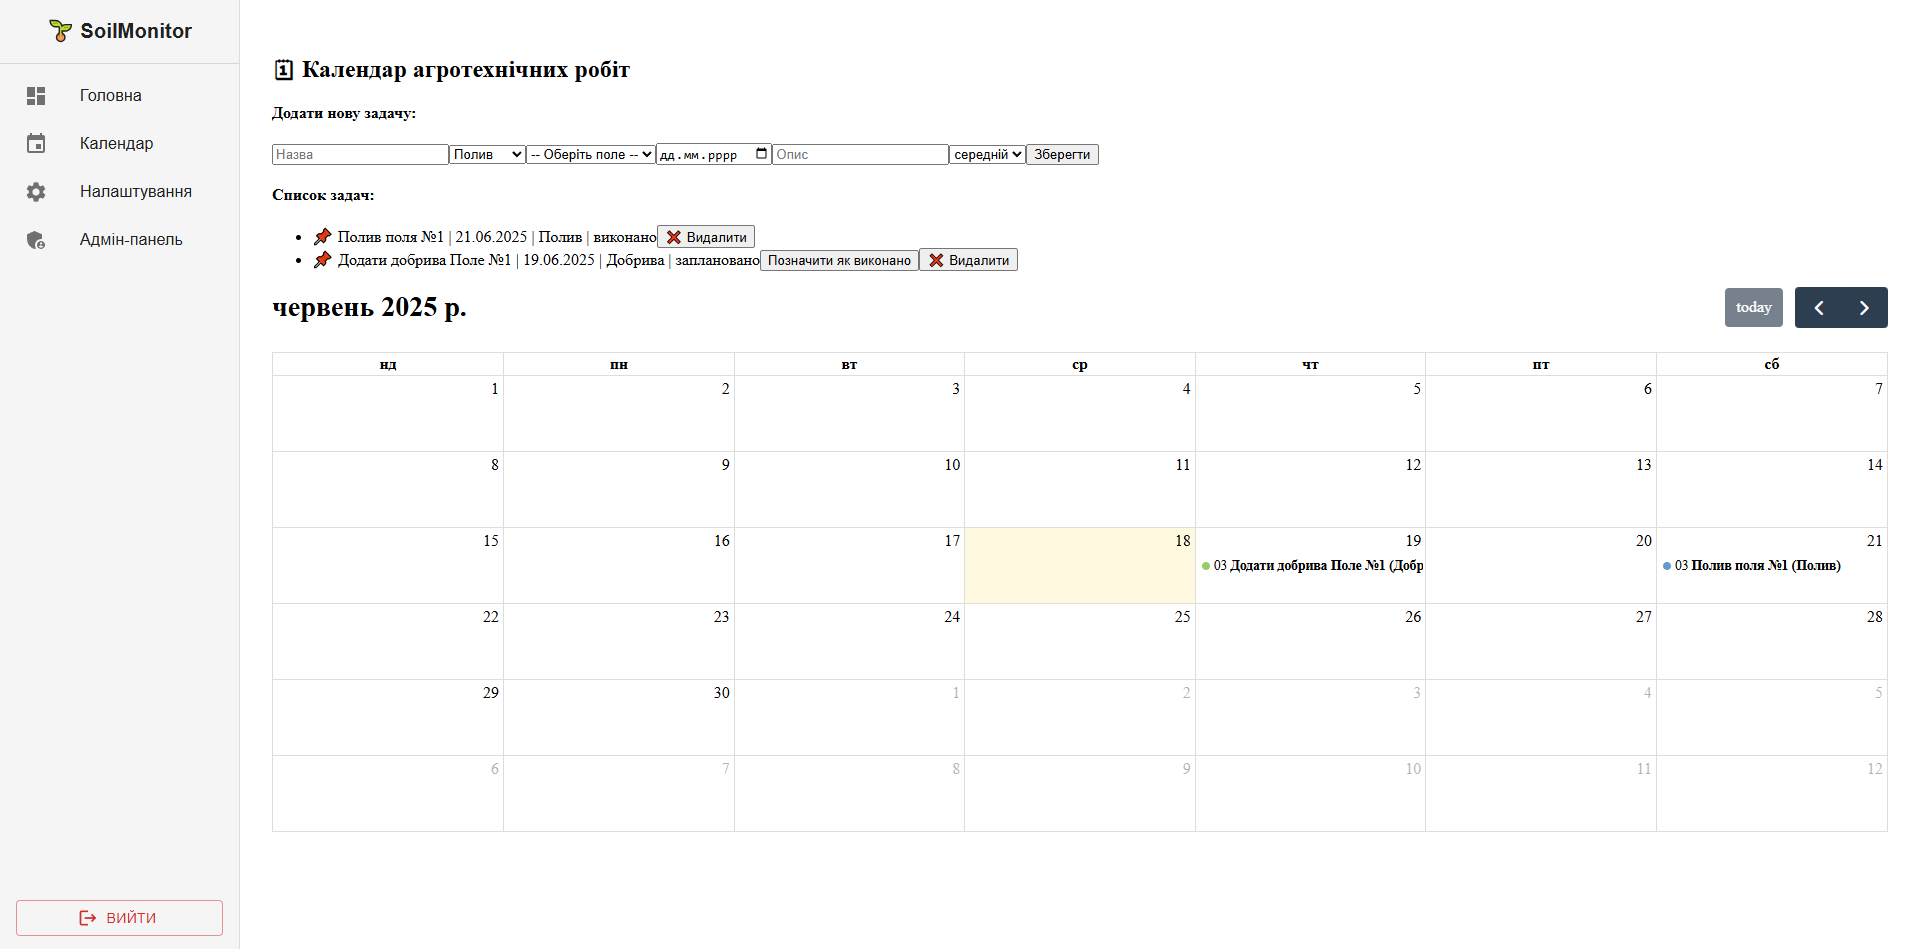 SoilMonitor
Головна
Календар
Налаштування
Адмін-панель
ВИЙТИ
Календар агротехнічних робіт
Додати нову задачу:
Назва Полив -- Оберіть поле -- дд.мм.рррр Опис середній Зберегти
Список задач:
Полив поля №1 | 21.06.2025 | Полив | виконано ❌ Видалити
Додати добрива Поле №1 | 19.06.2025 | Добрива | заплановано Позначити як виконано ❌ Видалити
червень 2025 р. today
нд пн вт ср чт пт сб
1 2 3 4 5 6 7
8 9 10 11 12 13 14
15 16 17 18 19 20 21
03 Додати добрива Поле №1 (Добр 03 Полив поля №1 (Полив)
22 23 24 25 26 27 28
29 30 1 2 3 4 5
6 7 8 9 10 11 12